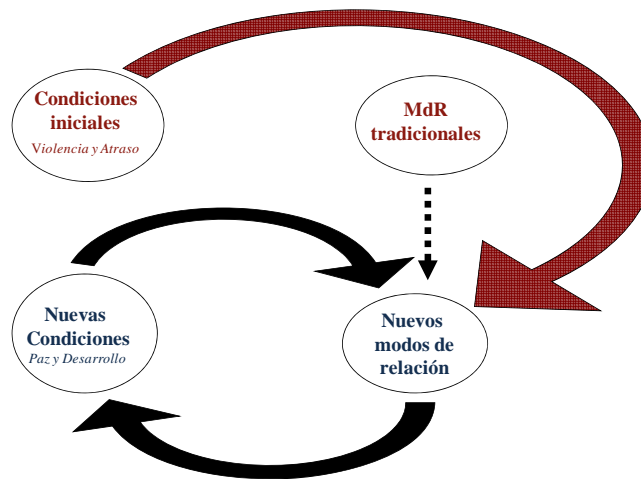 Condiciones
iniciales
Violencia y Atraso
MdR
tradicionales
Nuevas
Condiciones
Paz y Desarrollo
Nuevos
modos de
relación